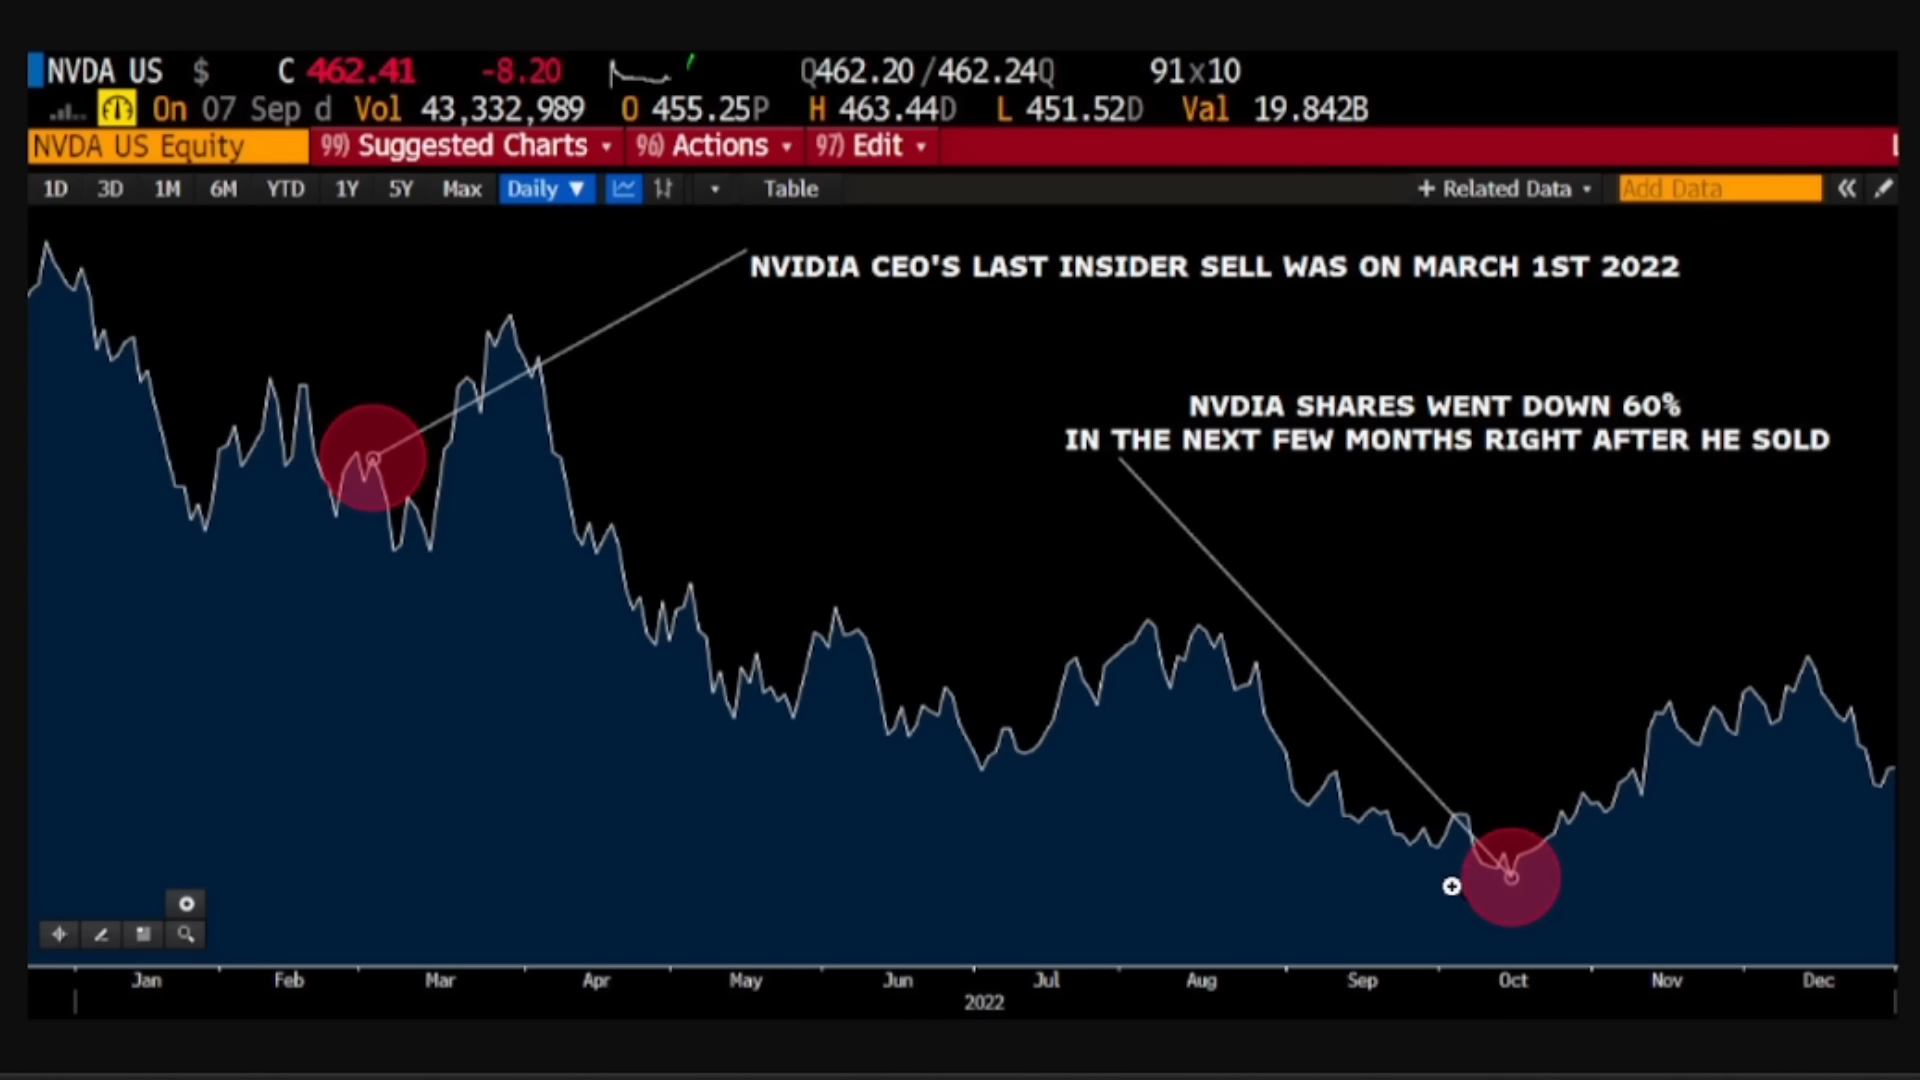 NVDA US $ C 462.41 -8.20 Q462.20/462.24Q 91x10
On 07 Sep d Vol 43,332,989 O 455.25P H 463.44D L 451.52D Val 19.842B
NVDA US Equity 99) Suggested Charts 96) Actions 97) Edit
1D 3D 1M 6M YTD 1Y 5Y Max Daily Table + Related Data Add Data
NVIDIA CEO'S LAST INSIDER SELL WAS ON MARCH 1ST 2022
NVDIA SHARES WENT DOWN 60%
IN THE NEXT FEW MONTHS RIGHT AFTER HE SOLD
Jan Feb Mar Apr May Jun Jul Aug Sep Oct Nov Dec
2022